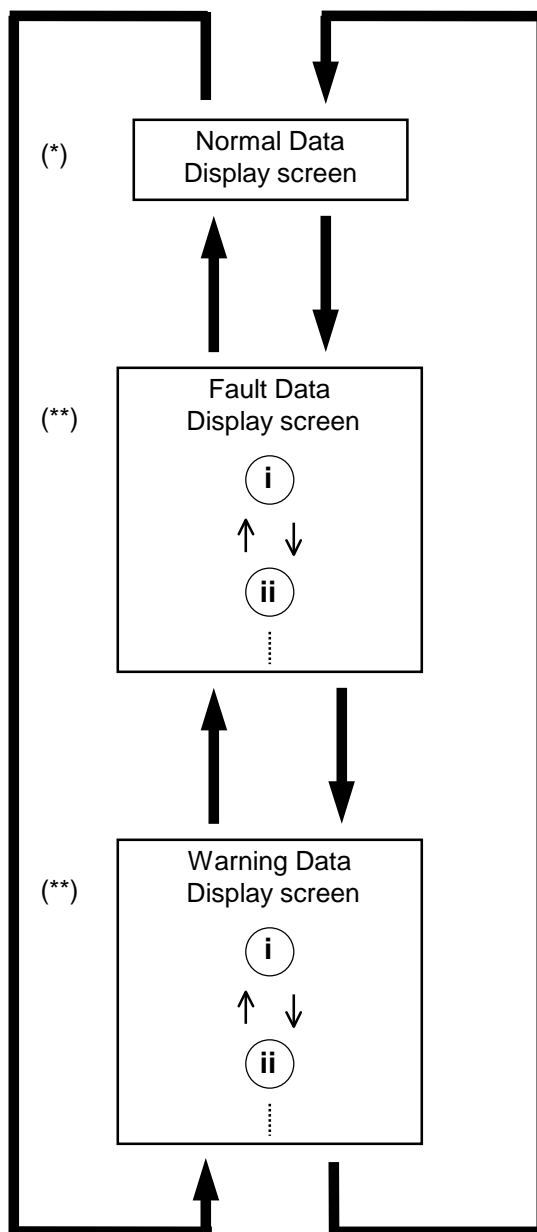 (*)
Normal Data
Display screen
(**)
Fault Data
Display screen
i
ii
(**)
Warning Data
Display screen
i
ii